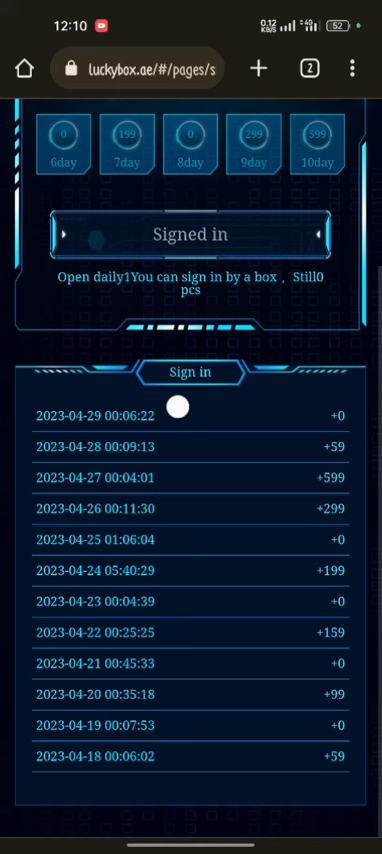 12:10
0.12
KB/S
4G
52
luckybox.ae/#/pages/s
2
0 199 0 299 599
6day 7day 8day 9day 10day
Signed in
Open daily1You can sign in by a box , Still0
pcs
Sign in
2023-04-29 00:06:22 +0
2023-04-28 00:09:13 +59
2023-04-27 00:04:01 +599
2023-04-26 00:11:30 +299
2023-04-25 01:06:04 +0
2023-04-24 05:40:29 +199
2023-04-23 00:04:39 +0
2023-04-22 00:25:25 +159
2023-04-21 00:45:33 +0
2023-04-20 00:35:18 +99
2023-04-19 00:07:53 +0
2023-04-18 00:06:02 +59